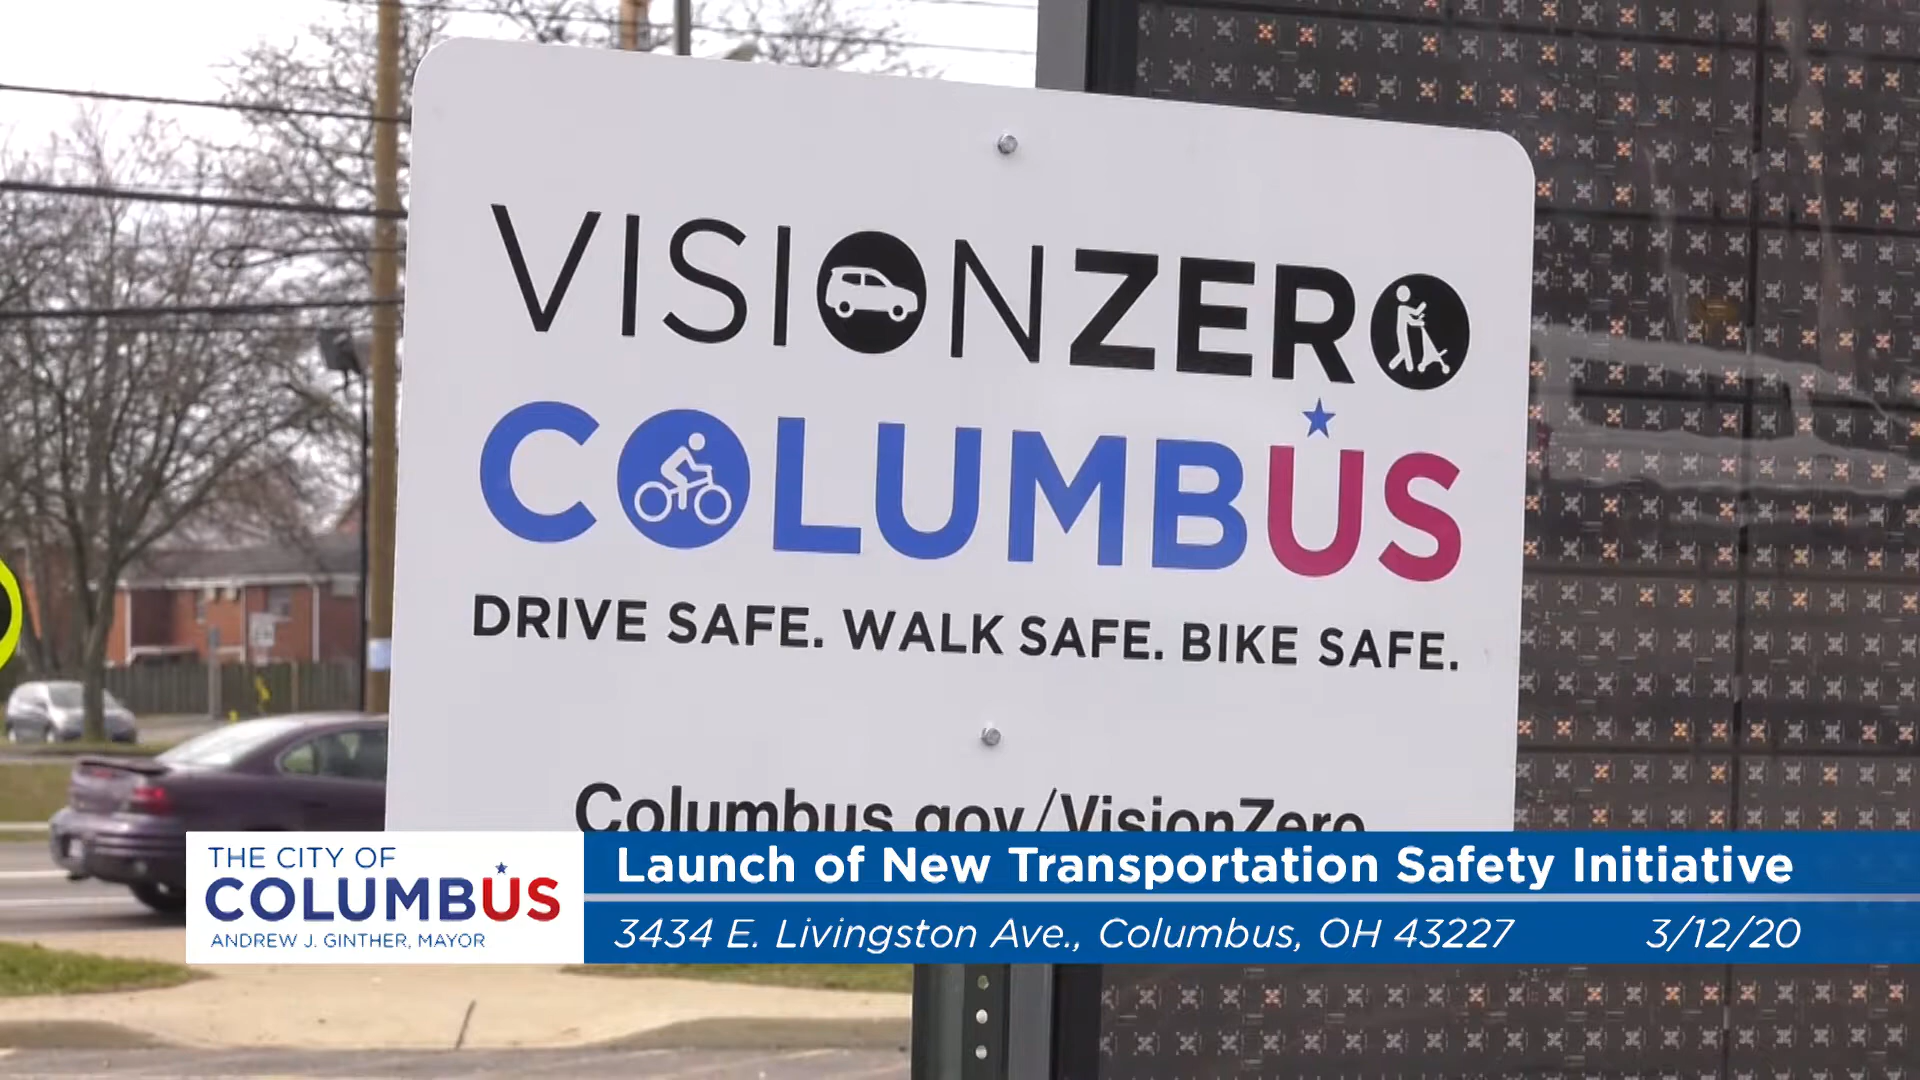 VISIONZERO
COLUMBUS
DRIVE SAFE. WALK SAFE. BIKE SAFE.
Columbus.gov/VisionZero
THE CITY OF
COLUMBUS
ANDREW J. GINTHER, MAYOR
Launch of New Transportation Safety Initiative
3434 E. Livingston Ave., Columbus, OH 43227 3/12/20